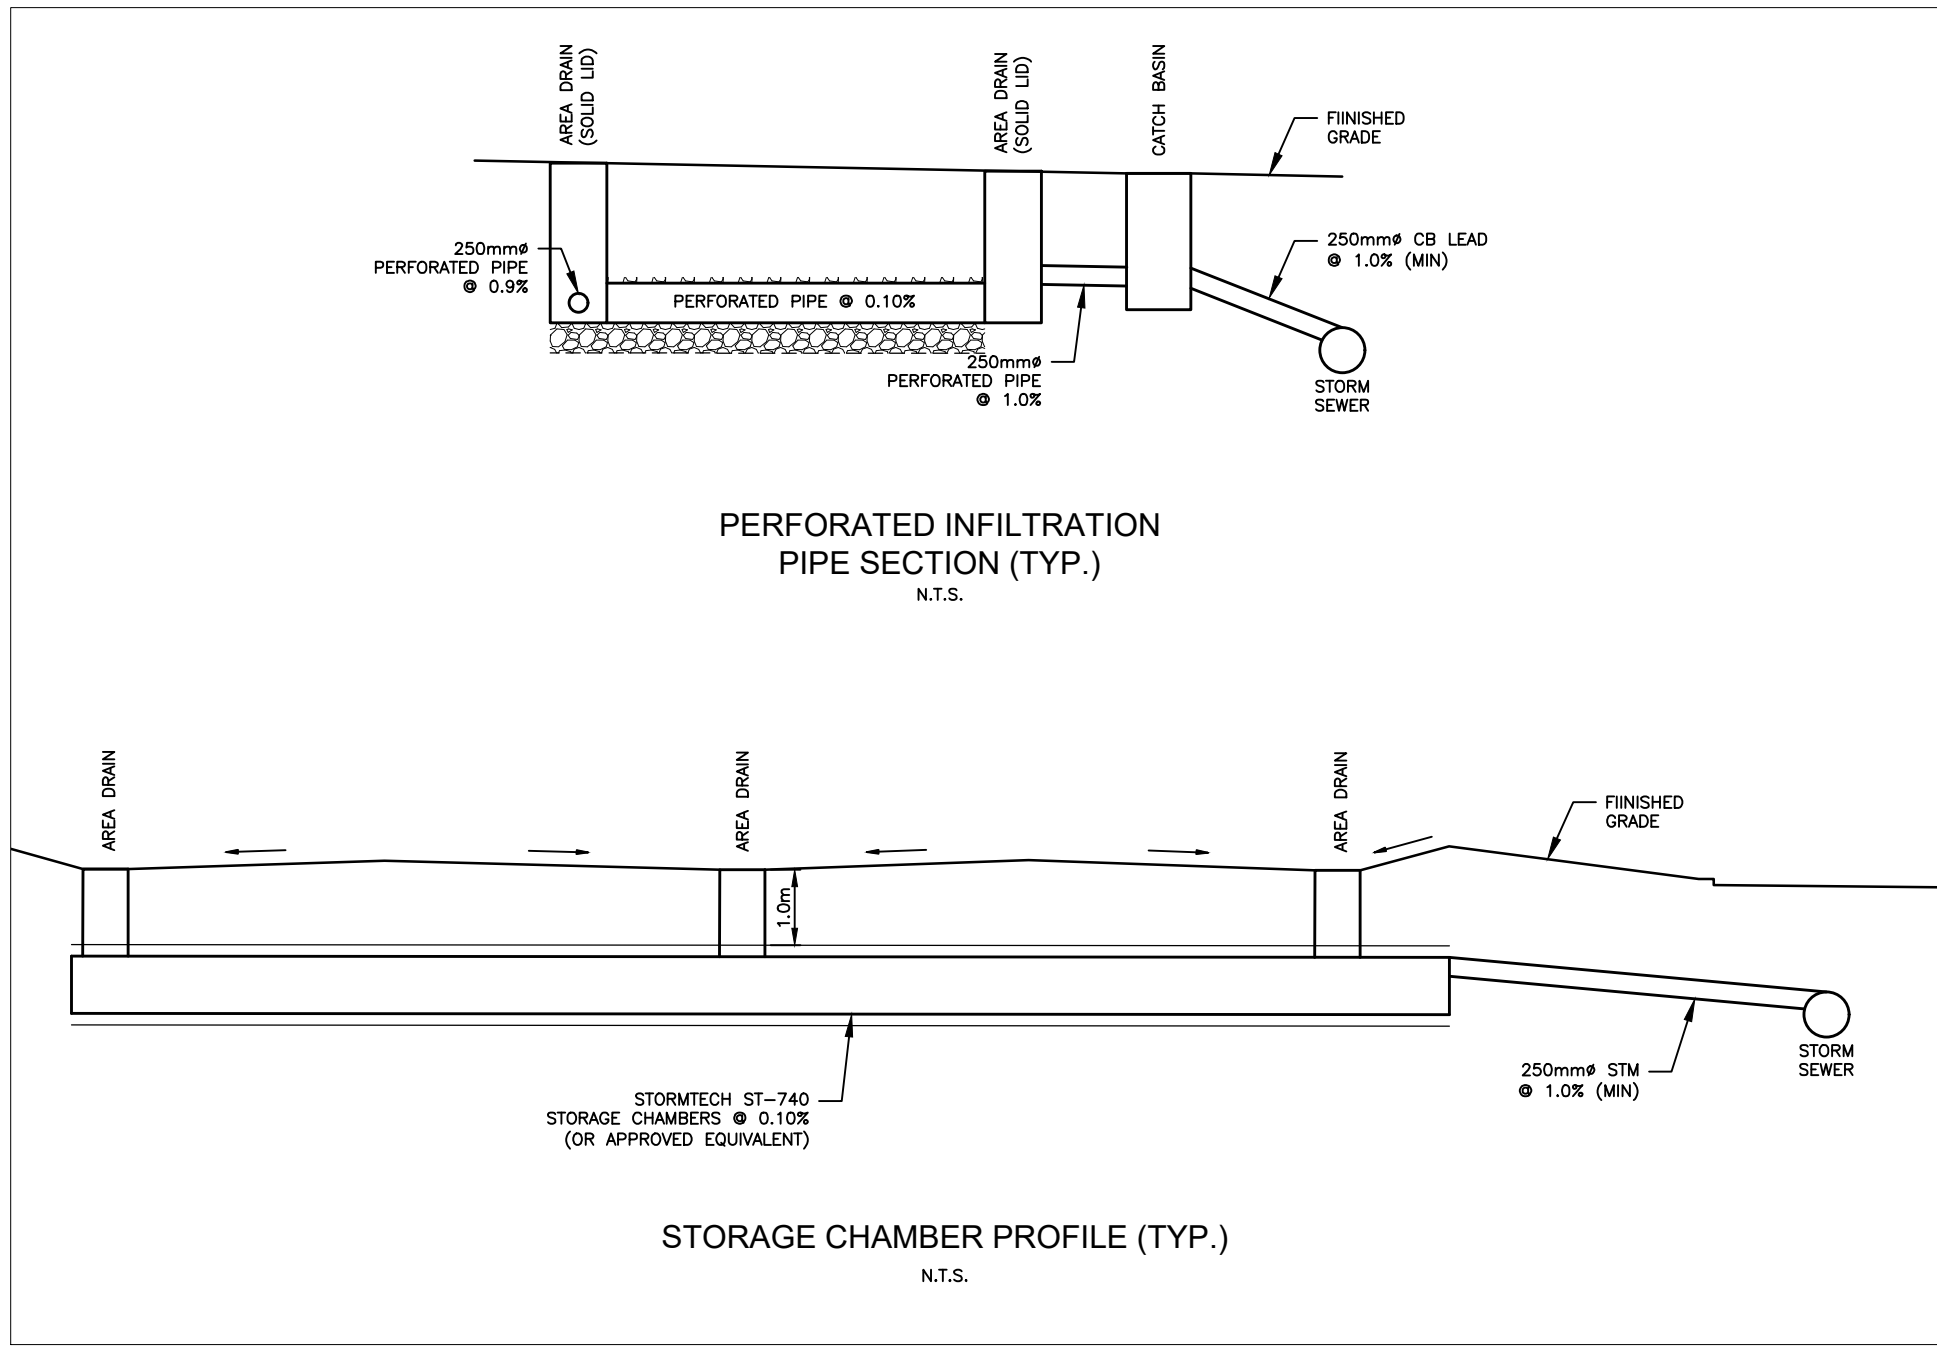 AREA DRAIN
(SOLID LID)
AREA DRAIN
(SOLID LID)
CATCH BASIN
FIINISHED
GRADE
250mmø
PERFORATED PIPE
@ 0.9%
PERFORATED PIPE @ 0.10%
250mmø CB LEAD
@ 1.0% (MIN)
250mmø
PERFORATED PIPE
@ 1.0%
STORM
SEWER
PERFORATED INFILTRATION
PIPE SECTION (TYP.)
N.T.S.
AREA DRAIN
AREA DRAIN
AREA DRAIN
FIINISHED
GRADE
1.0m
STORMTECH ST-740
STORAGE CHAMBERS @ 0.10%
(OR APPROVED EQUIVALENT)
250mmø STM
@ 1.0% (MIN)
STORM
SEWER
STORAGE CHAMBER PROFILE (TYP.)
N.T.S.